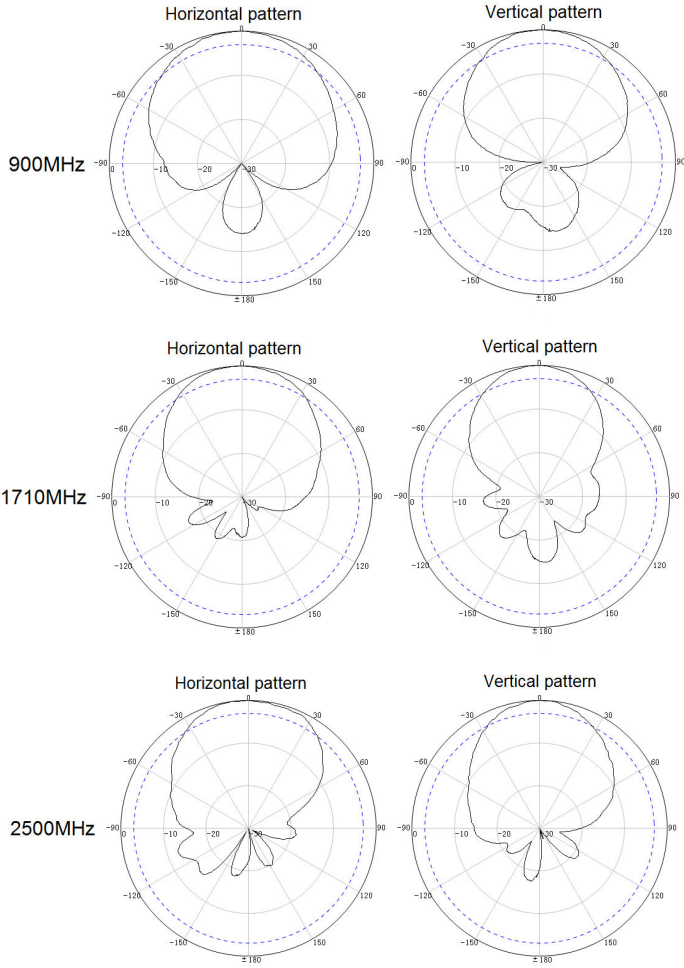 Horizontal pattern Vertical pattern
0 0
-30 30 -30 30
-60 60 -60 60
900MHz -90 0 -10 -20 -30 90 -90 0 -10 -20 -30 90
-120 120 -120 120
-150 150 -150 150
±180 ±180
Horizontal pattern Vertical pattern
0 0
-30 30 -30 30
-60 60 -60 60
1710MHz -90 0 -10 -20 -30 90 -90 0 -10 -20 -30 90
-120 120 -120 120
-150 150 -150 150
±180 ±180
Horizontal pattern Vertical pattern
0 0
-30 30 -30 30
-60 60 -60 60
2500MHz -90 0 -10 -20 -30 90 -90 0 -10 -20 -30 90
-120 120 -120 120
-150 150 -150 150
±180 ±180